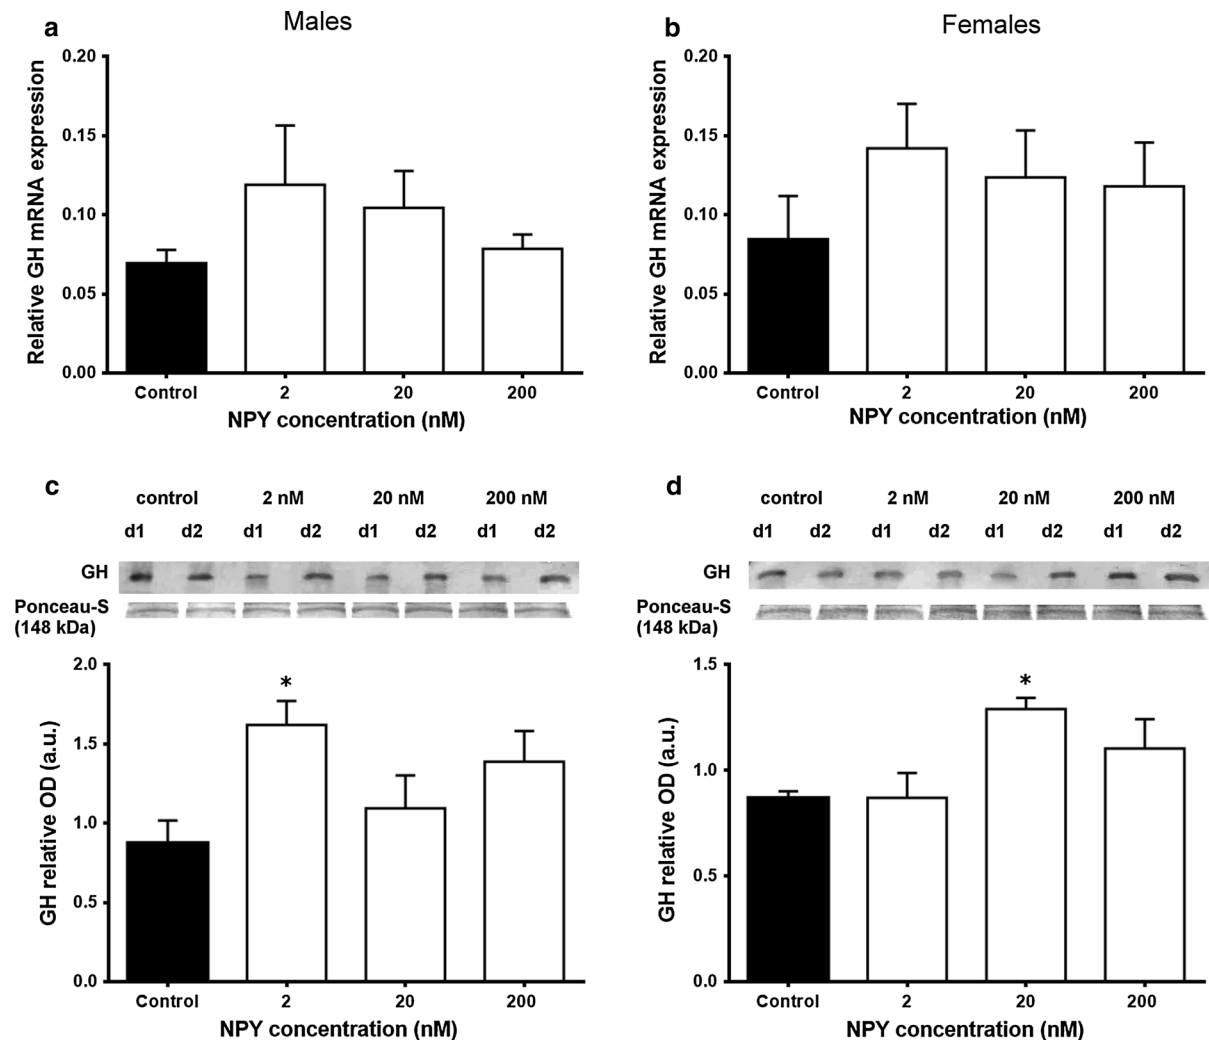 a
Males
Relative GH mRNA expression
0.20
0.15
0.10
0.05
0.00
Control 2 20 200
NPY concentration (nM)
b
Females
Relative GH mRNA expression
0.20
0.15
0.10
0.05
0.00
Control 2 20 200
NPY concentration (nM)
c
control 2 nM 20 nM 200 nM
d1 d2 d1 d2 d1 d2 d1 d2
GH
Ponceau-S
(148 kDa)
GH relative OD (a.u.)
2.0
1.5
1.0
0.5
0.0
*
Control 2 20 200
NPY concentration (nM)
d
control 2 nM 20 nM 200 nM
d1 d2 d1 d2 d1 d2 d1 d2
GH
Ponceau-S
(148 kDa)
GH relative OD (a.u.)
1.5
1.0
0.5
0.0
*
Control 2 20 200
NPY concentration (nM)